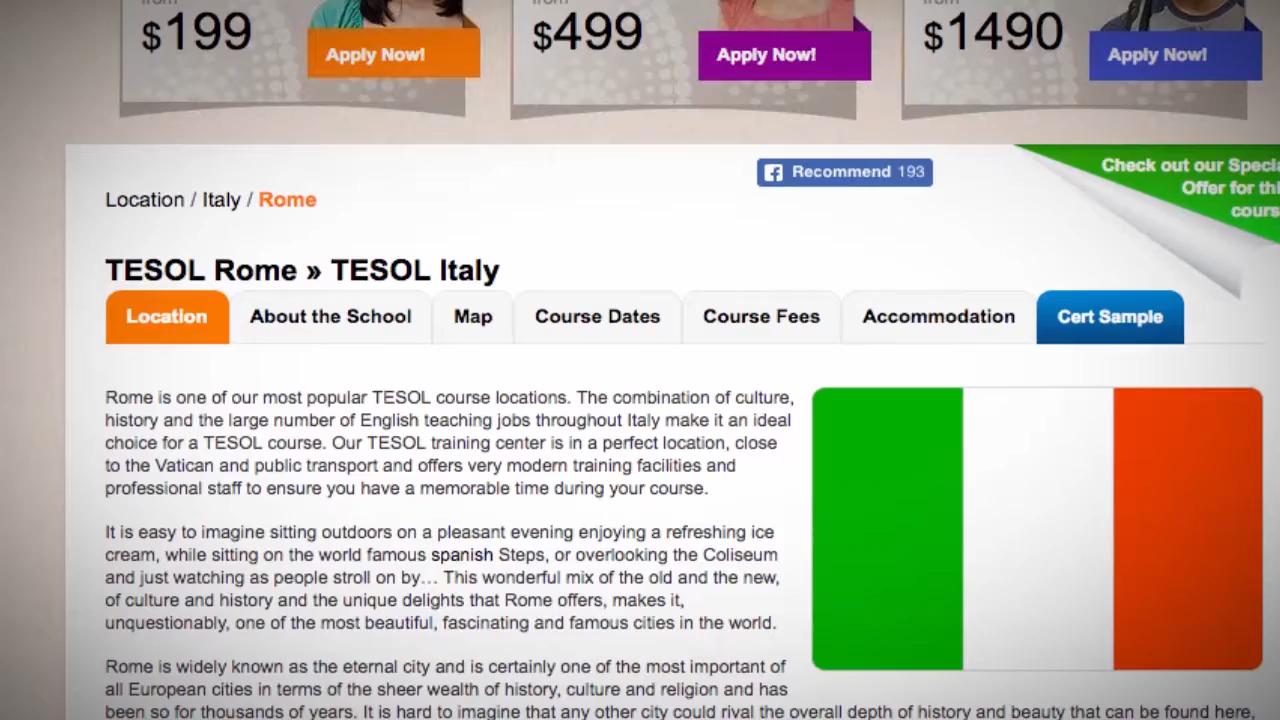 $199
Apply Now!
$499
Apply Now!
$1490
Apply Now!
Recommend 193
Check out our
Offer for
Location / Italy / Rome
TESOL Rome » TESOL Italy
Location
About the School
Map
Course Dates
Course Fees
Accommodation
Cert Sample
Rome is one of our most popular TESOL course locations. The combination of culture,
history and the large number of English teaching jobs throughout Italy make it an ideal
choice for a TESOL course. Our TESOL training center is in a perfect location, close
to the Vatican and public transport and offers very modern training facilities and
professional staff to ensure you have a memorable time during your course.
It is easy to imagine sitting outdoors on a pleasant evening enjoying a refreshing ice
cream, while sitting on the world famous spanish Steps, or overlooking the Coliseum
and just watching as people stroll on by… This wonderful mix of the old and the new,
of culture and history and the unique delights that Rome offers, makes it,
unquestionably, one of the most beautiful, fascinating and famous cities in the world.
Rome is widely known as the eternal city and is certainly one of the most important of
all European cities in terms of the sheer wealth of history, culture and religion and has
been so for thousands of years. It is hard to imagine that any other city could rival the overall depth of history and beauty that can be found here,